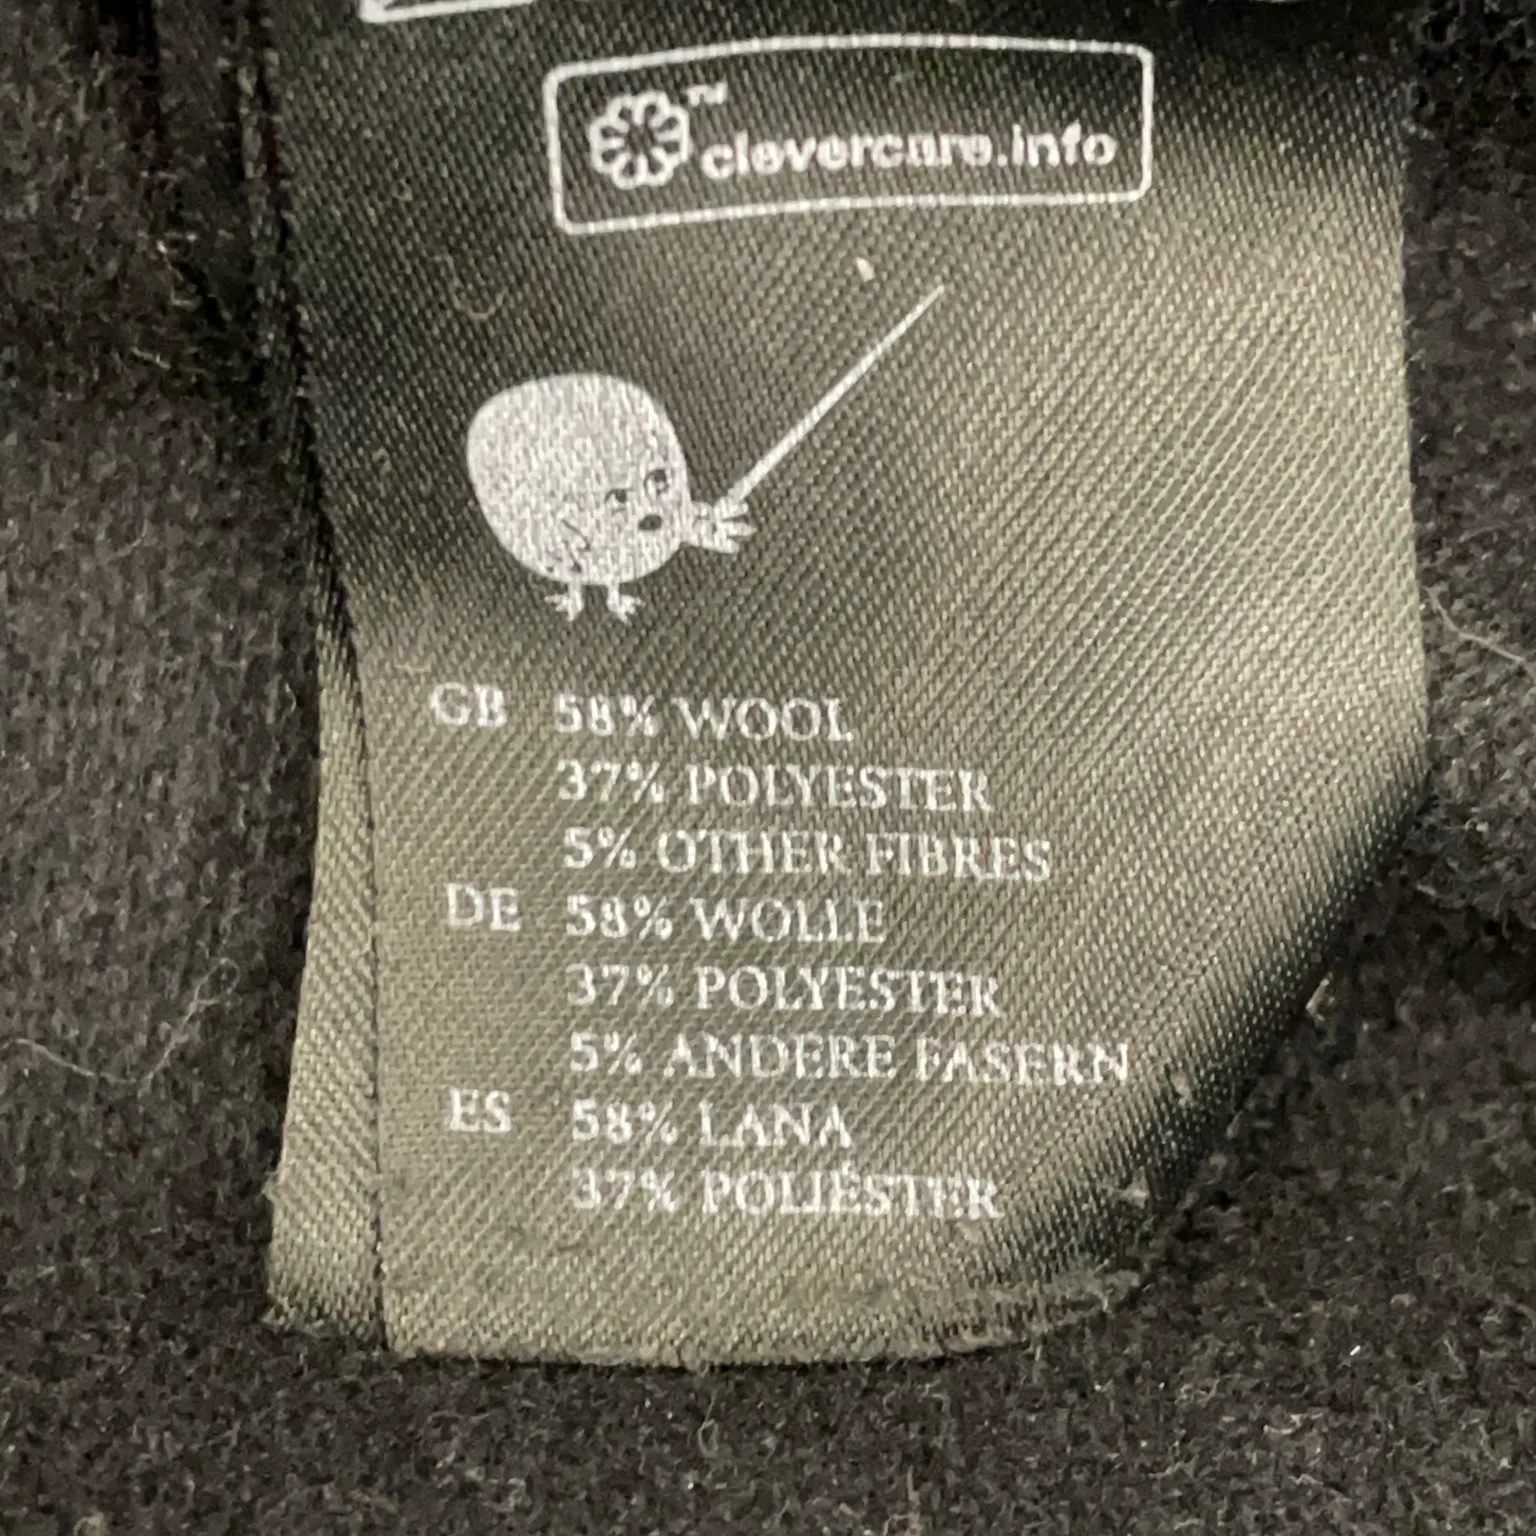 ™
clevercare.info
GB 58% WOOL
37% POLYESTER
5% OTHER FIBRES
DE 58% WOLLE
37% POLYESTER
5% ANDERE FASERN
ES 58% LANA
37% POLIÉSTER